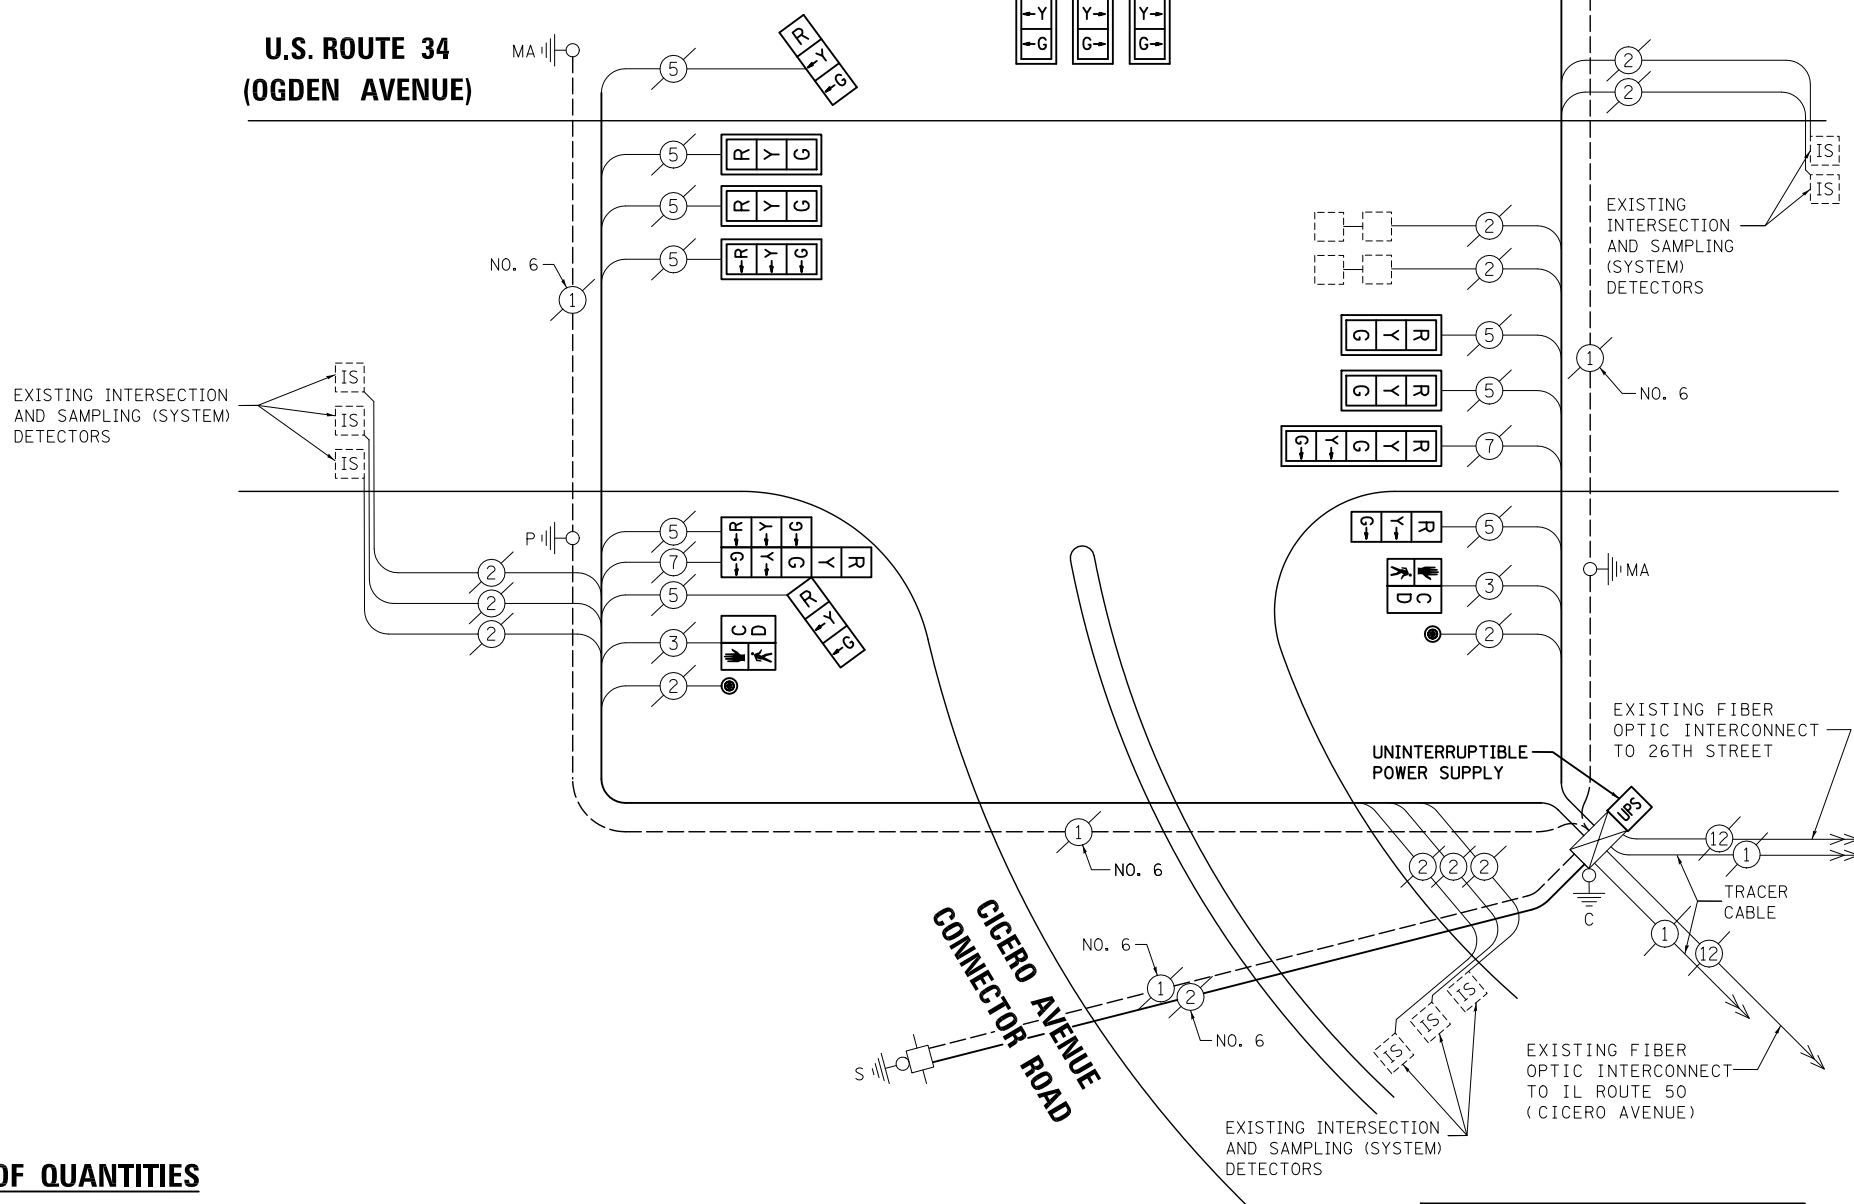 U.S. ROUTE 34
(OGDEN AVENUE)
MA
5
R Y G
Y Y Y
G G G
2
2
5
R Y G
5
R Y G
5
R Y G
NO. 6
1
IS
IS
EXISTING
INTERSECTION
AND SAMPLING
(SYSTEM)
DETECTORS
2
2
5
G Y R
5
G Y R
7
G Y G Y R
1
NO. 6
EXISTING INTERSECTION
AND SAMPLING (SYSTEM)
DETECTORS
IS
IS
IS
P
2
2
2
5
R Y G
7
G Y G Y R
5
R Y G
3
C D
2
5
G Y R
3
D C
2
MA
EXISTING FIBER
OPTIC INTERCONNECT
TO 26TH STREET
UNINTERRUPTIBLE
POWER SUPPLY
UPS
12
1
1
NO. 6
2 2 2
C
TRACER
CABLE
1
12
CICERO AVENUE
CONNECTOR ROAD
NO. 6
1
2
NO. 6
S
IS
IS
IS
EXISTING FIBER
OPTIC INTERCONNECT
TO IL ROUTE 50
(CICERO AVENUE)
EXISTING INTERSECTION
AND SAMPLING (SYSTEM)
DETECTORS
OF QUANTITIES